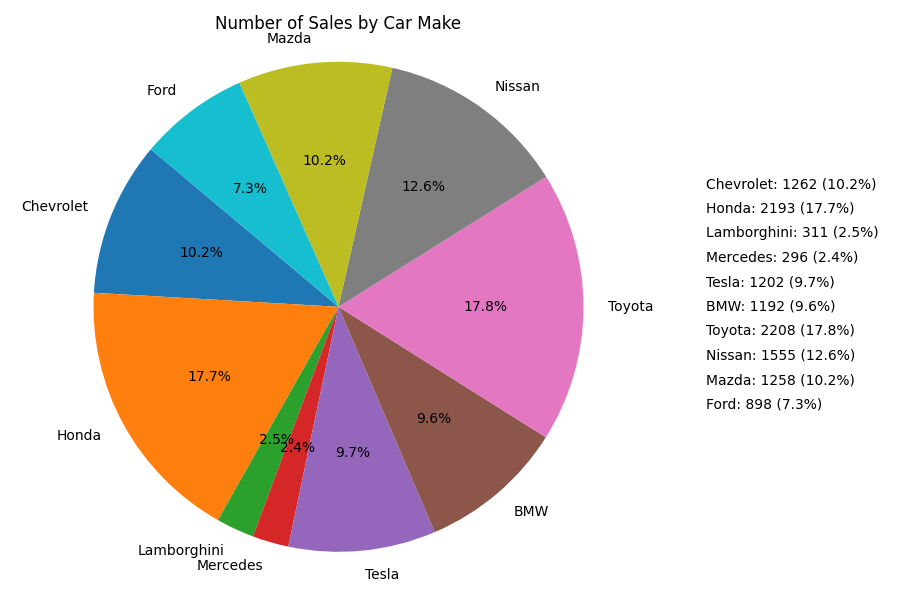 Number of Sales by Car Make
Mazda
Nissan
Ford
Chevrolet
Toyota
Honda
BMW
Lamborghini
Mercedes
Tesla
10.2%
12.6%
7.3%
10.2%
17.8%
17.7%
9.6%
2.5%
2.4%
9.7%
Chevrolet: 1262 (10.2%)
Honda: 2193 (17.7%)
Lamborghini: 311 (2.5%)
Mercedes: 296 (2.4%)
Tesla: 1202 (9.7%)
BMW: 1192 (9.6%)
Toyota: 2208 (17.8%)
Nissan: 1555 (12.6%)
Mazda: 1258 (10.2%)
Ford: 898 (7.3%)